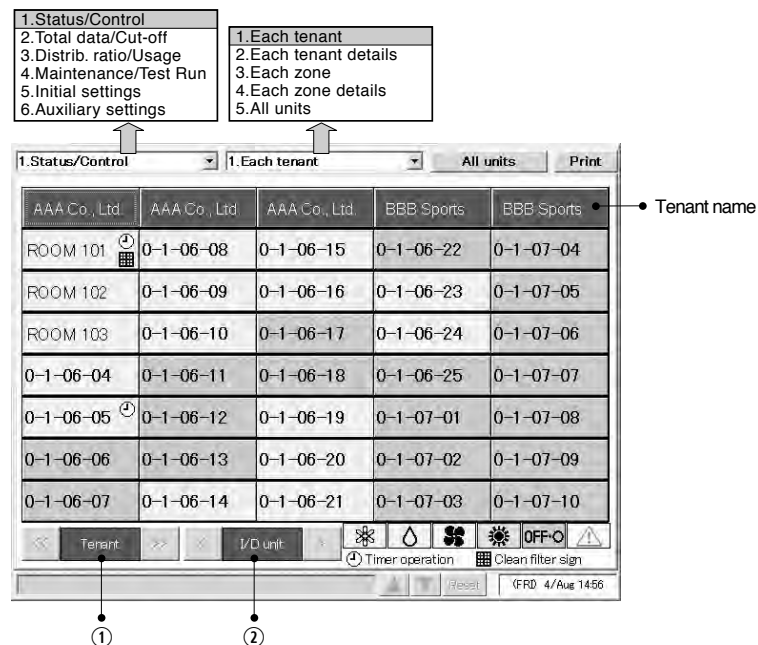 1.Status/Control
2.Total data/Cut-off
3.Distrib. ratio/Usage
4.Maintenance/Test Run
5.Initial settings
6.Auxiliary settings
1.Each tenant
2.Each tenant details
3.Each zone
4.Each zone details
5.All units
1.Status/Control 1.Each tenant All units Print
AAA Co., Ltd. AAA Co., Ltd. AAA Co., Ltd. BBB Sports BBB Sports Tenant name
ROOM 101 0-1-06-08 0-1-06-15 0-1-06-22 0-1-07-04
ROOM 102 0-1-06-09 0-1-06-16 0-1-06-23 0-1-07-05
ROOM 103 0-1-06-10 0-1-06-17 0-1-06-24 0-1-07-06
0-1-06-04 0-1-06-11 0-1-06-18 0-1-06-25 0-1-07-07
0-1-06-05 0-1-06-12 0-1-06-19 0-1-07-01 0-1-07-08
0-1-06-06 0-1-06-13 0-1-06-20 0-1-07-02 0-1-07-09
0-1-06-07 0-1-06-14 0-1-06-21 0-1-07-03 0-1-07-10
<< Tenant >> < I/D unit > OFF
Timer operation Clean filter sign
Reset (FRI) 4/Aug 14:56
① ②